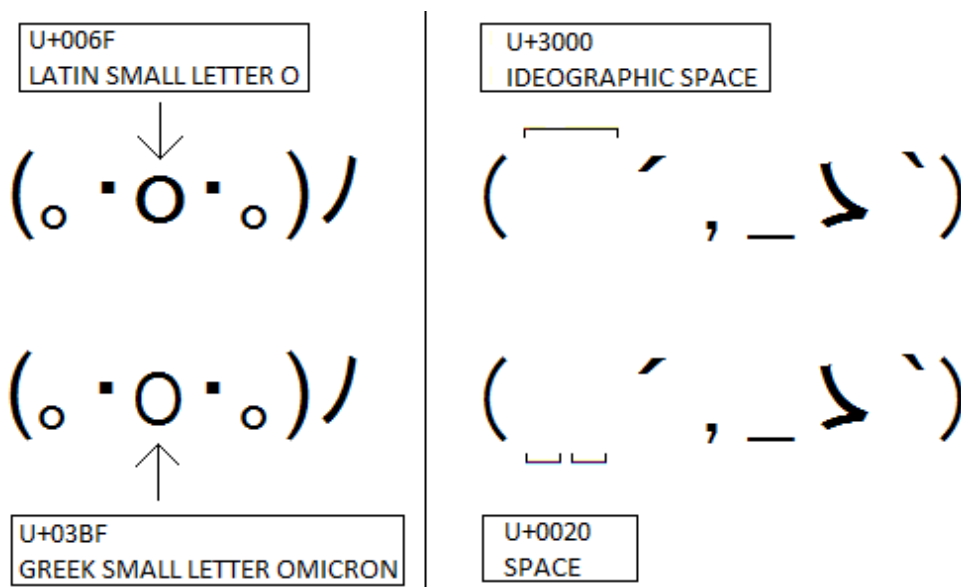 U+006F
LATIN SMALL LETTER O
(。･o･。)ﾉ
(。･ο･。)ﾉ
U+03BF
GREEK SMALL LETTER OMICRON
U+3000
IDEOGRAPHIC SPACE
(　´,_ゝ`)
(  ´,_ゝ`)
U+0020
SPACE